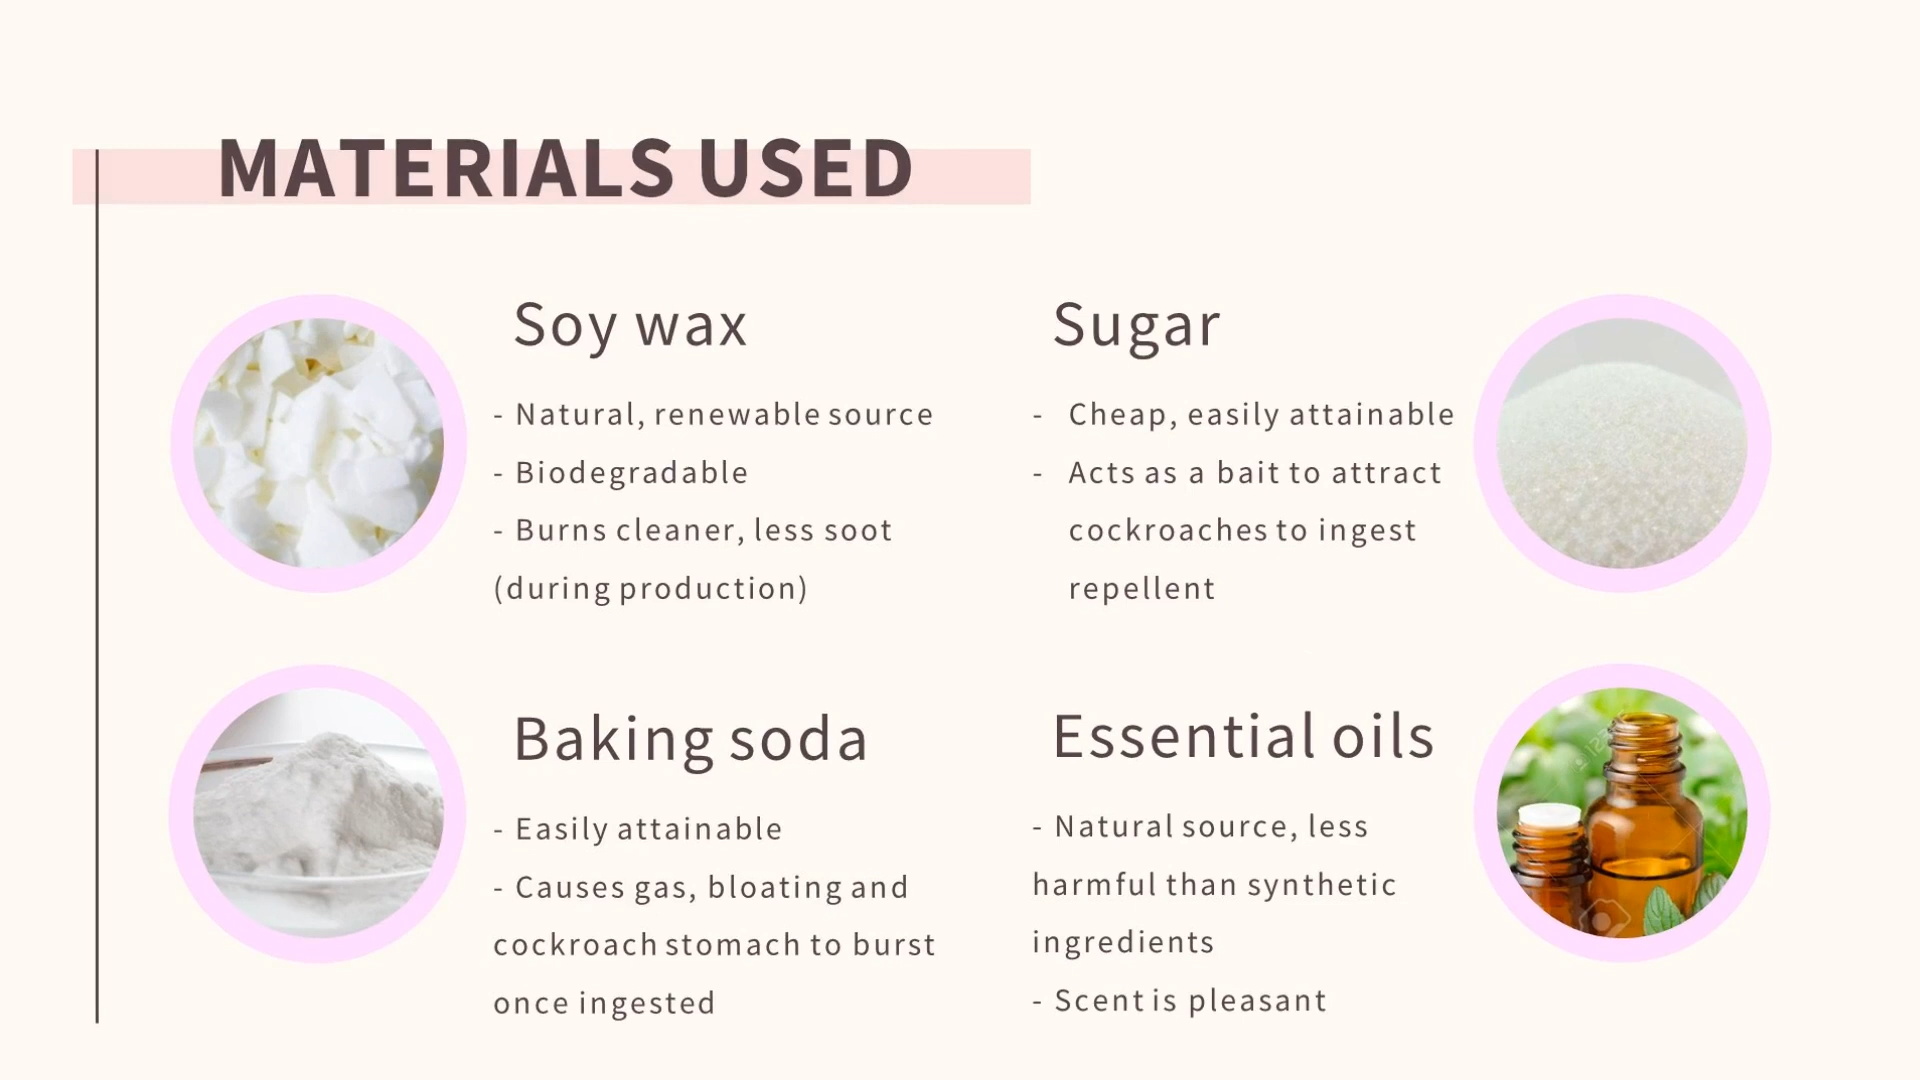 MATERIALS USED
Soy wax
- Natural, renewable source
- Biodegradable
- Burns cleaner, less soot
(during production)
Sugar
- Cheap, easily attainable
- Acts as a bait to attract
cockroaches to ingest
repellent
Baking soda
- Easily attainable
- Causes gas, bloating and
cockroach stomach to burst
once ingested
Essential oils
- Natural source, less
harmful than synthetic
ingredients
- Scent is pleasant